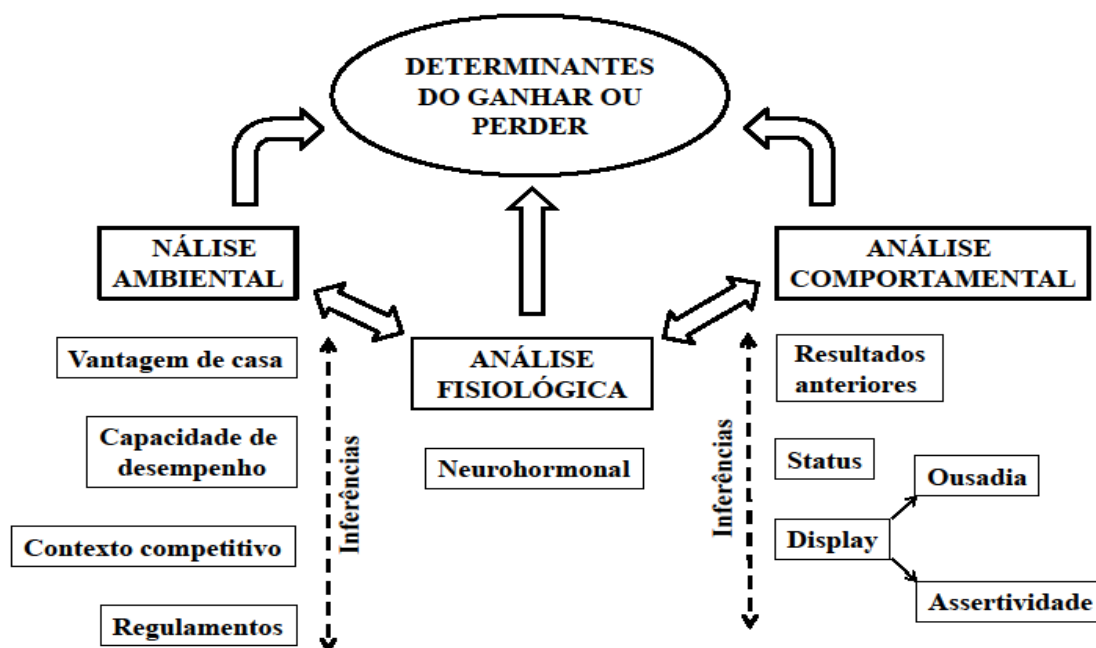 DETERMINANTES
DO GANHAR OU
PERDER
NÁLISE
AMBIENTAL
ANÁLISE
COMPORTAMENTAL
ANÁLISE
FISIOLÓGICA
Vantagem de casa
Capacidade de
desempenho
Contexto competitivo
Regulamentos
Inferências
Neurohormonal
Inferências
Resultados
anteriores
Status
Display
Ousadia
Assertividade